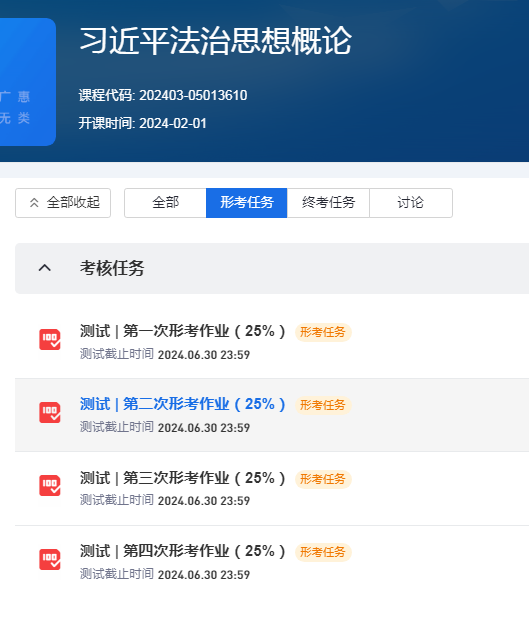 习近平法治思想概论
广 惠
无 类
课程代码: 202403-05013610
开课时间: 2024-02-01
全部收起
全部
形考任务
终考任务
讨论
考核任务
测试 | 第一次形考作业（25%） 形考任务
测试截止时间 2024.06.30 23:59
测试 | 第二次形考作业（25%） 形考任务
测试截止时间 2024.06.30 23:59
测试 | 第三次形考作业（25%） 形考任务
测试截止时间 2024.06.30 23:59
测试 | 第四次形考作业（25%） 形考任务
测试截止时间 2024.06.30 23:59